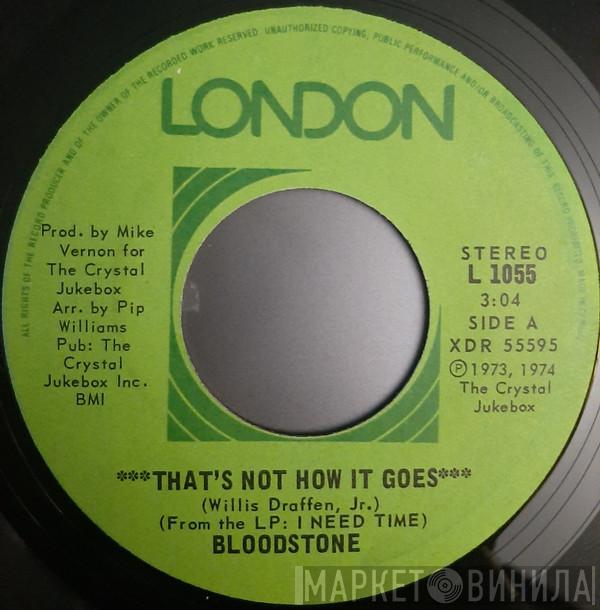 ALL RIGHTS OF THE RECORD PRODUCER AND OF THE OWNER OF THE RECORDED WORK RESERVED. UNAUTHORIZED COPYING, PUBLIC PERFORMANCE AND/OR BROADCASTING OF THIS RECORD PROHIBITED.
LONDON
Prod. by Mike
Vernon for
The Crystal
Jukebox
Arr. by Pip
Williams
Pub: The
Crystal
Jukebox Inc.
BMI
STEREO
L 1055
3:04
SIDE A
XDR 55595
℗ 1973, 1974
The Crystal
Jukebox
***THAT'S NOT HOW IT GOES***
(Willis Draffen, Jr.)
(From the LP: I NEED TIME)
BLOODSTONE
МАРКЕТ ВИНИЛА